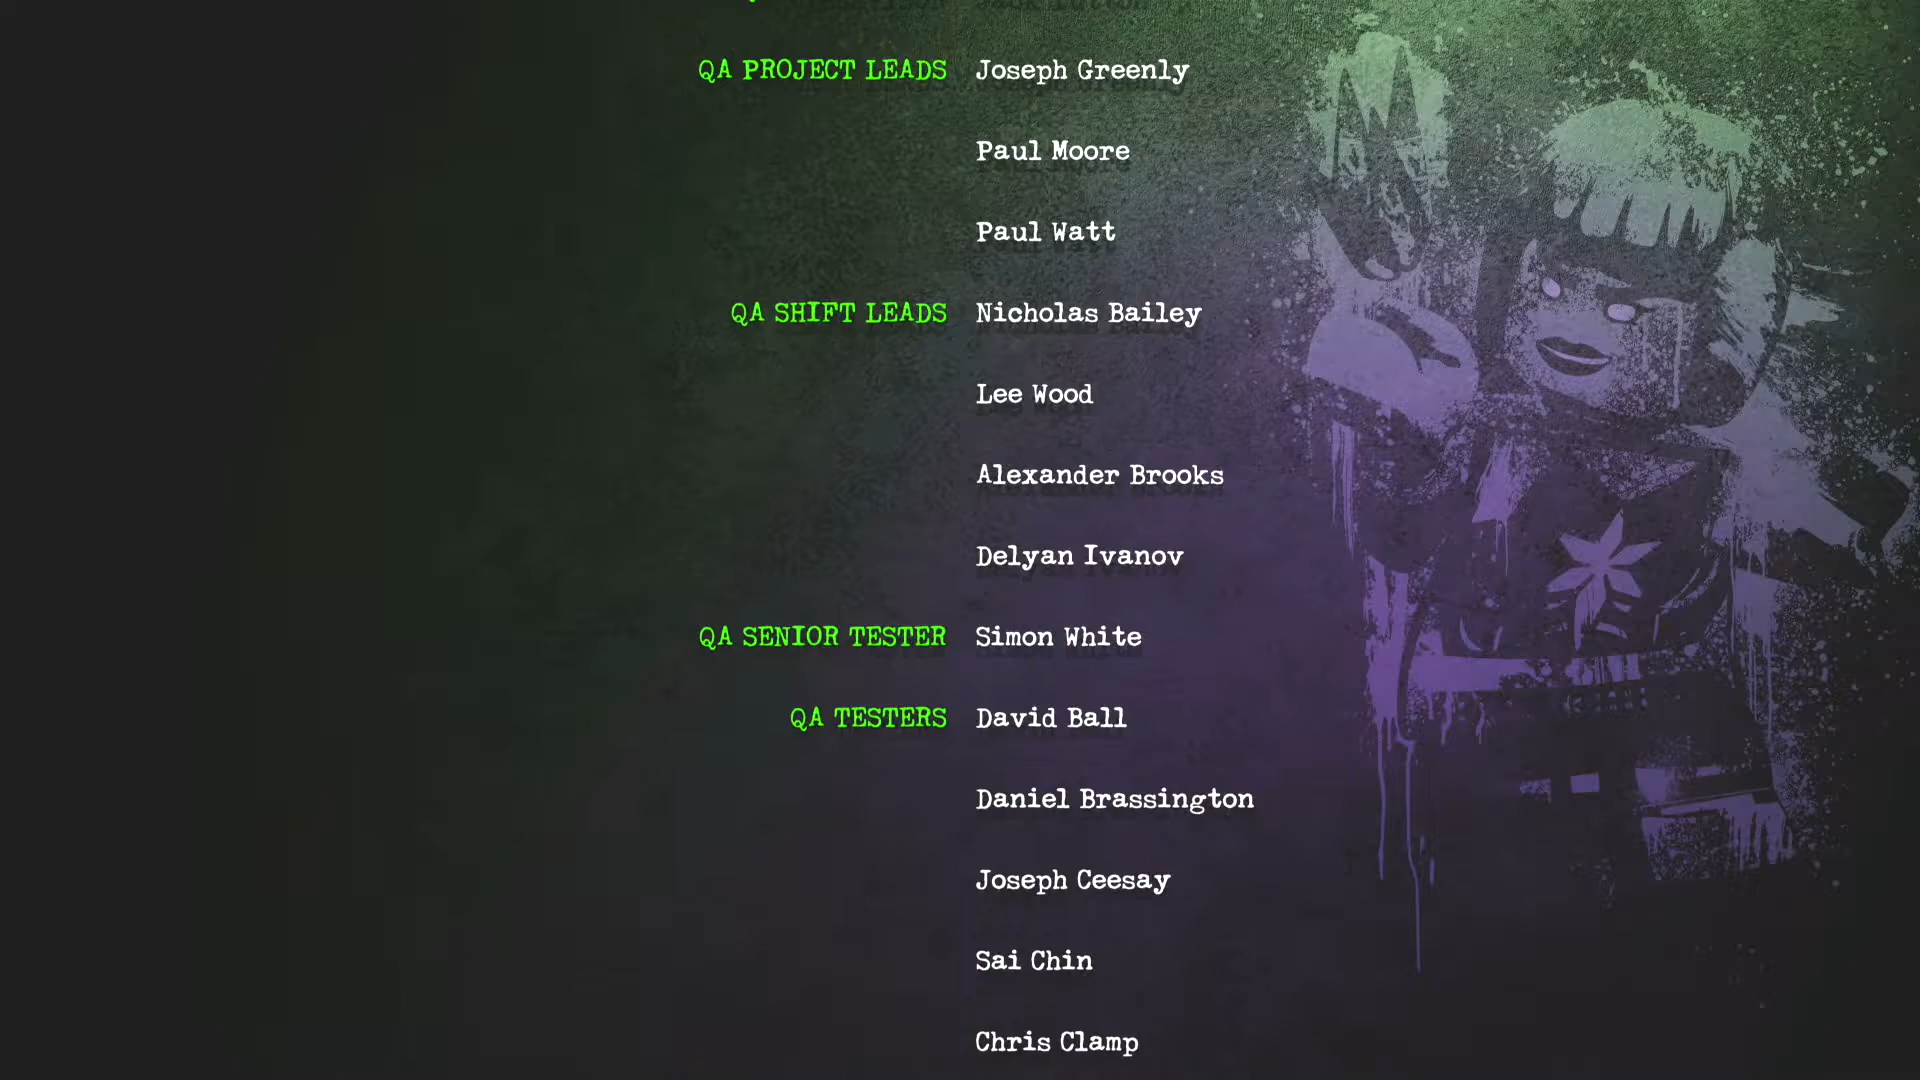 QA PROJECT LEADS Joseph Greenly
Paul Moore
Paul Watt
QA SHIFT LEADS Nicholas Bailey
Lee Wood
Alexander Brooks
Delyan Ivanov
QA SENIOR TESTER Simon White
QA TESTERS David Ball
Daniel Brassington
Joseph Ceesay
Sai Chin
Chris Clamp